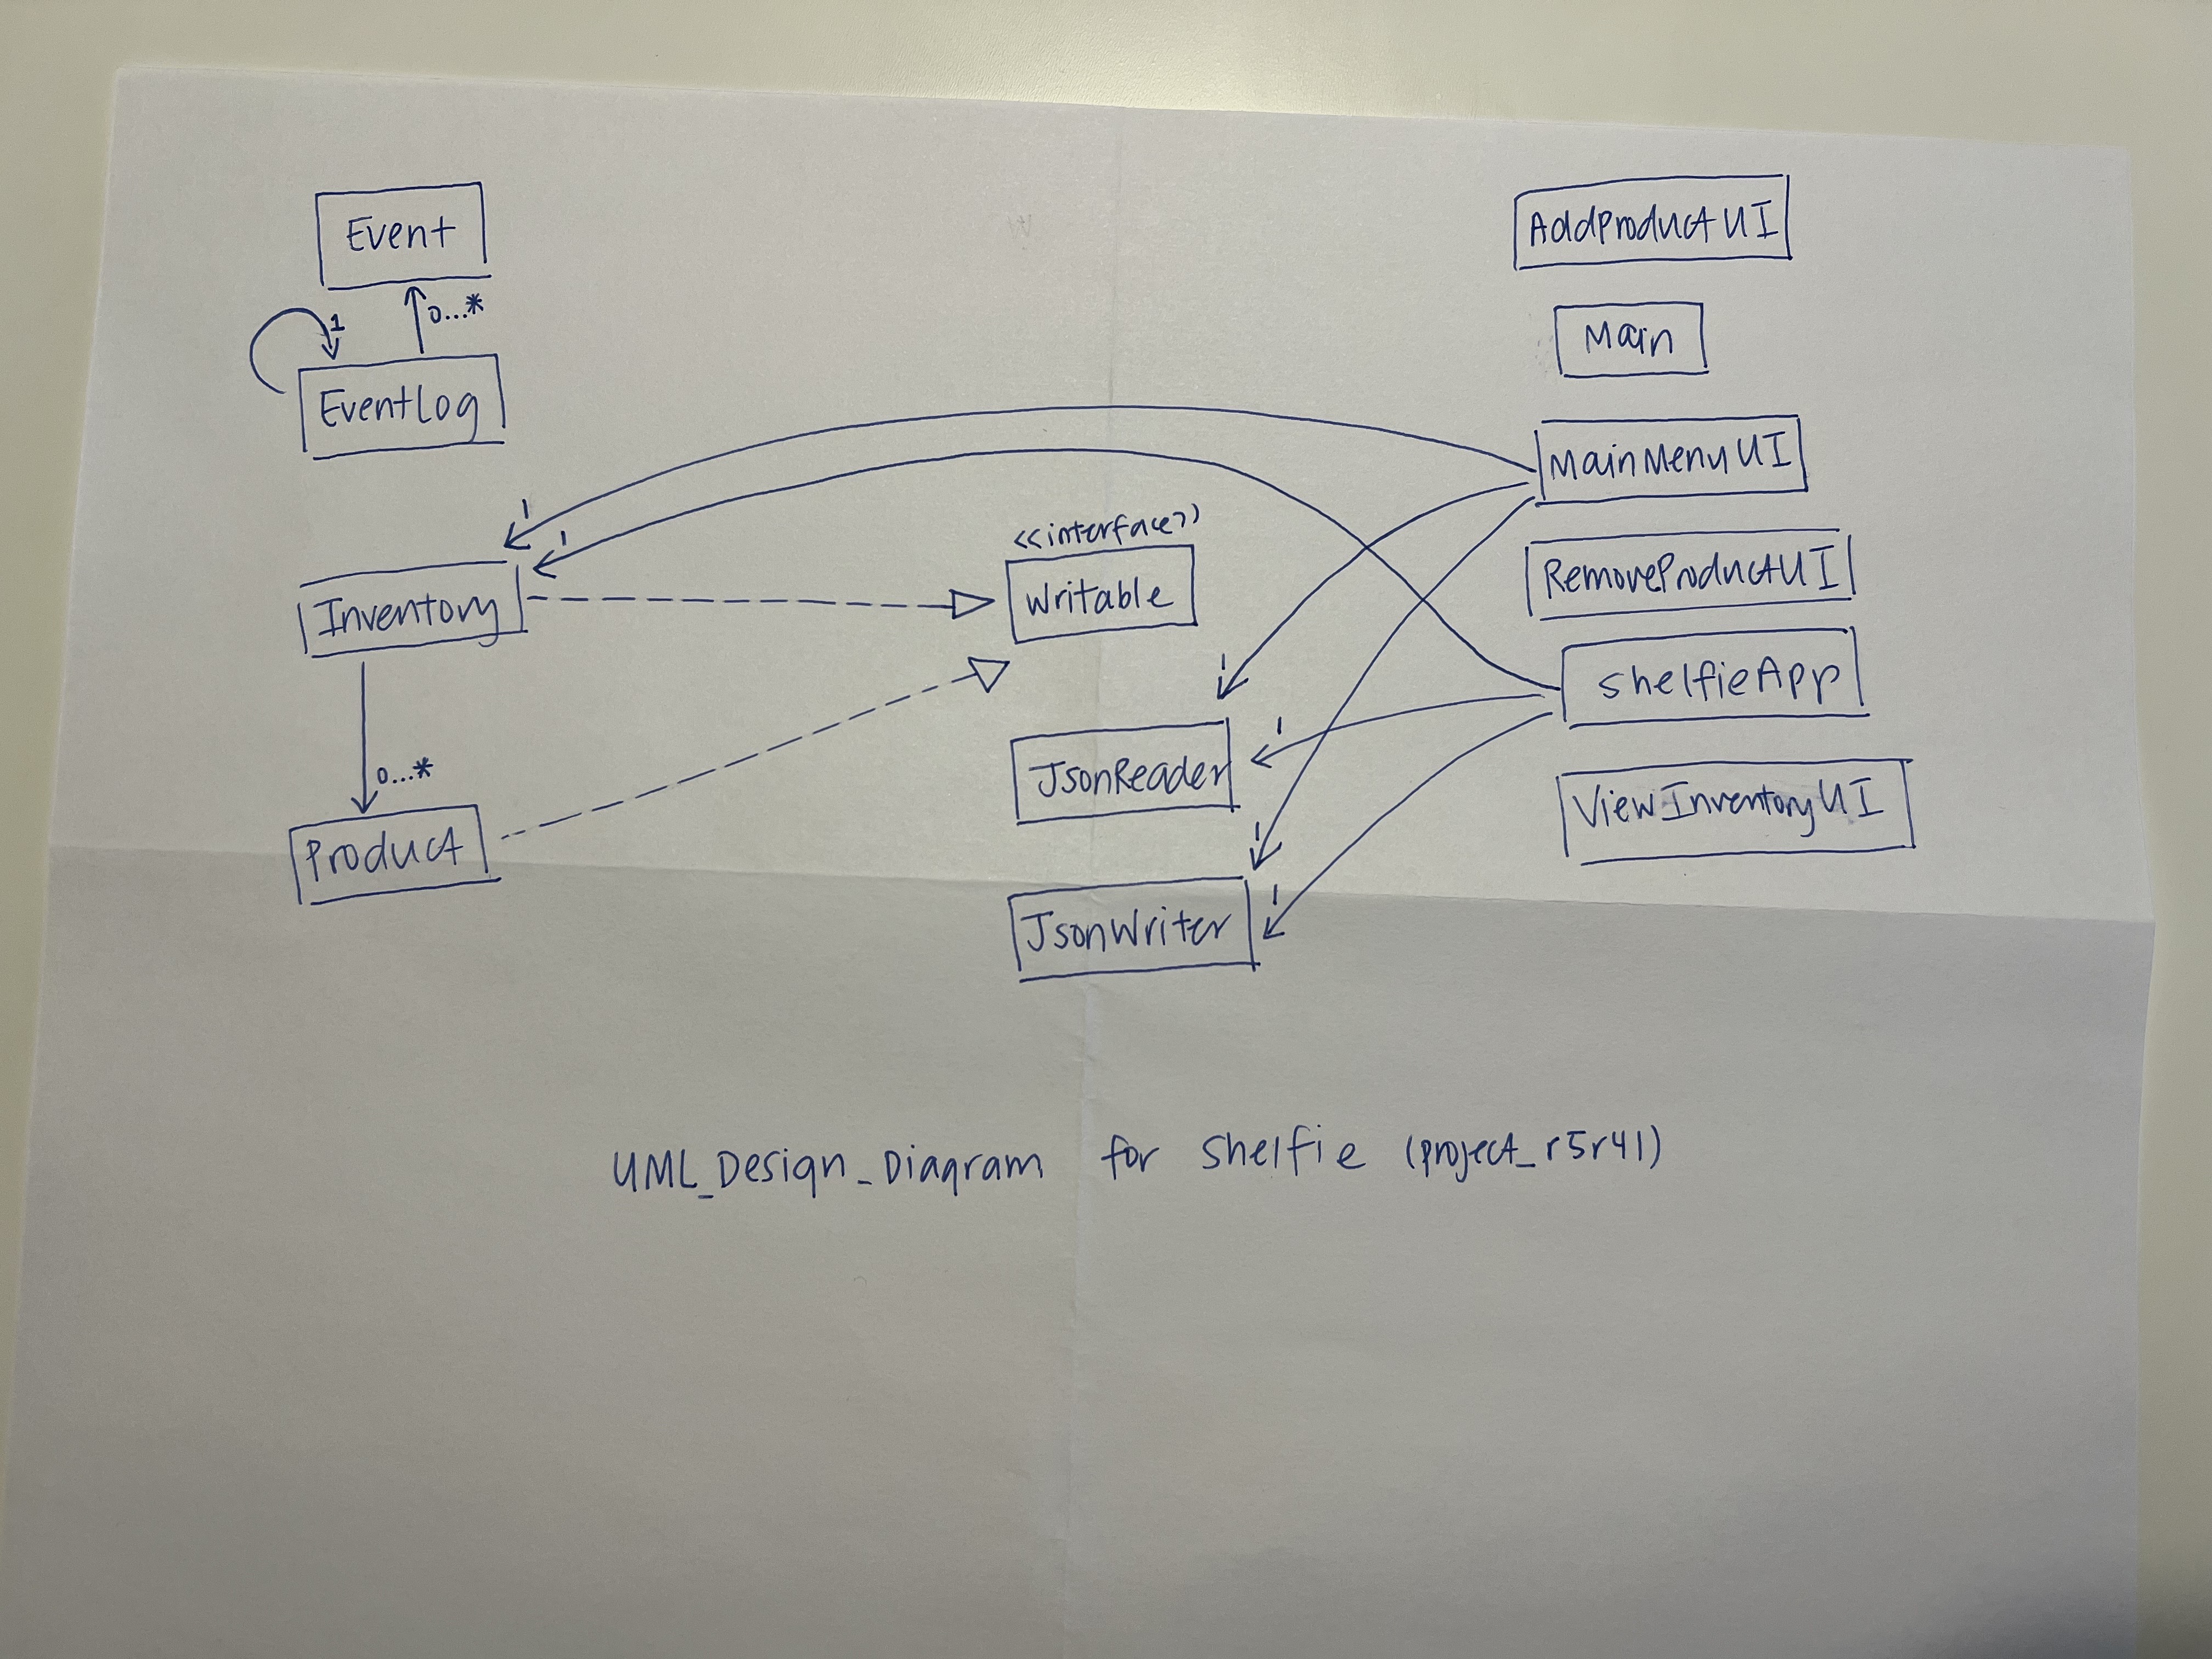 Event
0...*
1
EventLog
1
1
Inventory
0...*
Product
<<interface>>
Writable
1
1
JsonReader
1
1
JsonWriter
AddProductUI
Main
MainMenuUI
RemoveProductUI
ShelfieApp
ViewInventoryUI
UML_Design_Diagram for Shelfie (project_r5r41)